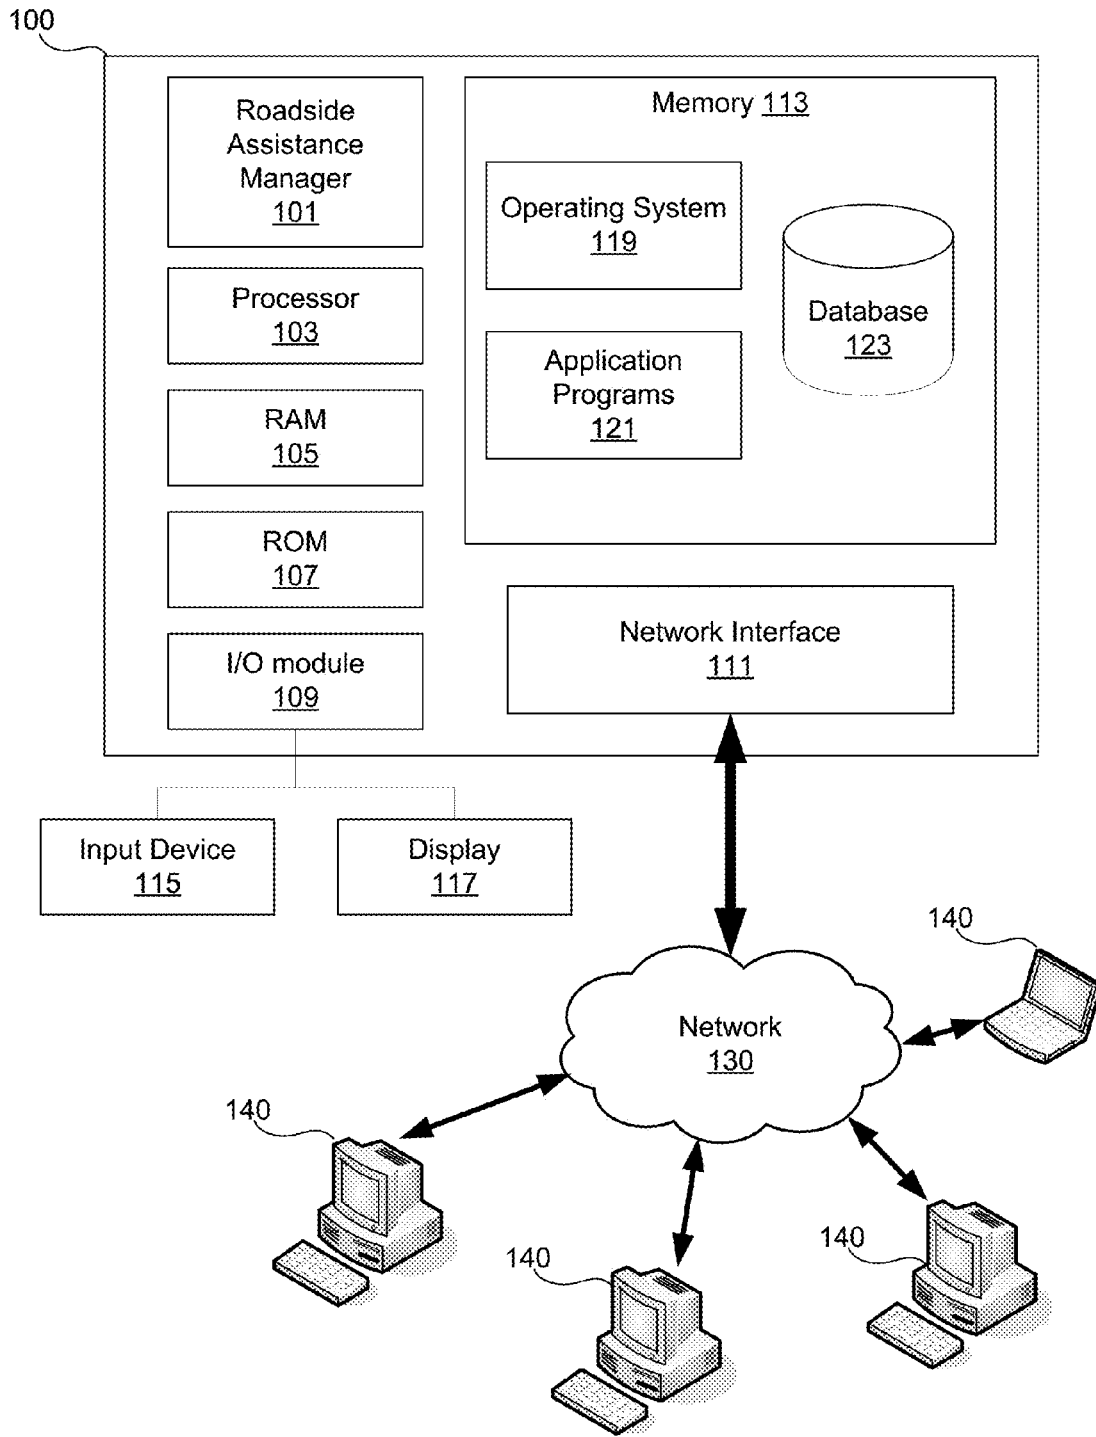 100
Roadside
Assistance
Manager
101
Processor
103
RAM
105
ROM
107
I/O module
109
Memory 113
Operating System
119
Application
Programs
121
Database
123
Network Interface
111
Input Device
115
Display
117
Network
130
140
140
140
140